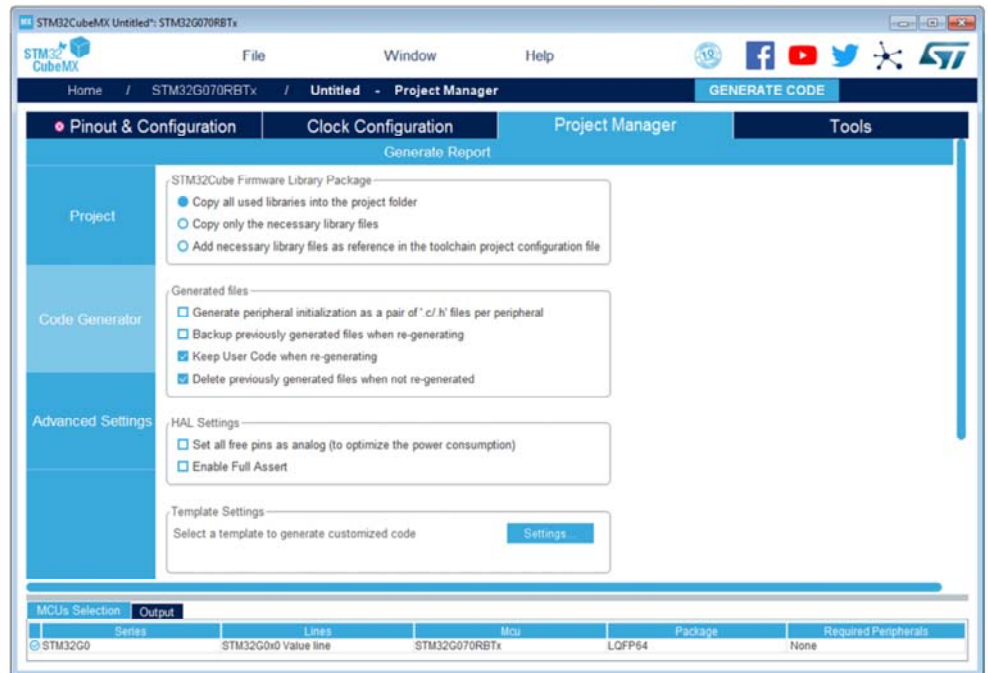 MX STM32CubeMX Untitled*: STM32G070RBTx
STM32 CubeMX
File Window Help
10
Home / STM32G070RBTx / Untitled - Project Manager GENERATE CODE
Pinout & Configuration Clock Configuration Project Manager Tools
Generate Report
Project
Code Generator
Advanced Settings
STM32Cube Firmware Library Package
Copy all used libraries into the project folder
Copy only the necessary library files
Add necessary library files as reference in the toolchain project configuration file
Generated files
Generate peripheral initialization as a pair of '.c/.h' files per peripheral
Backup previously generated files when re-generating
Keep User Code when re-generating
Delete previously generated files when not re-generated
HAL Settings
Set all free pins as analog (to optimize the power consumption)
Enable Full Assert
Template Settings
Select a template to generate customized code Settings...
MCUs Selection Output
Series Lines Mcu Package Required Peripherals
STM32G0 STM32G0x0 Value line STM32G070RBTx LQFP64 None